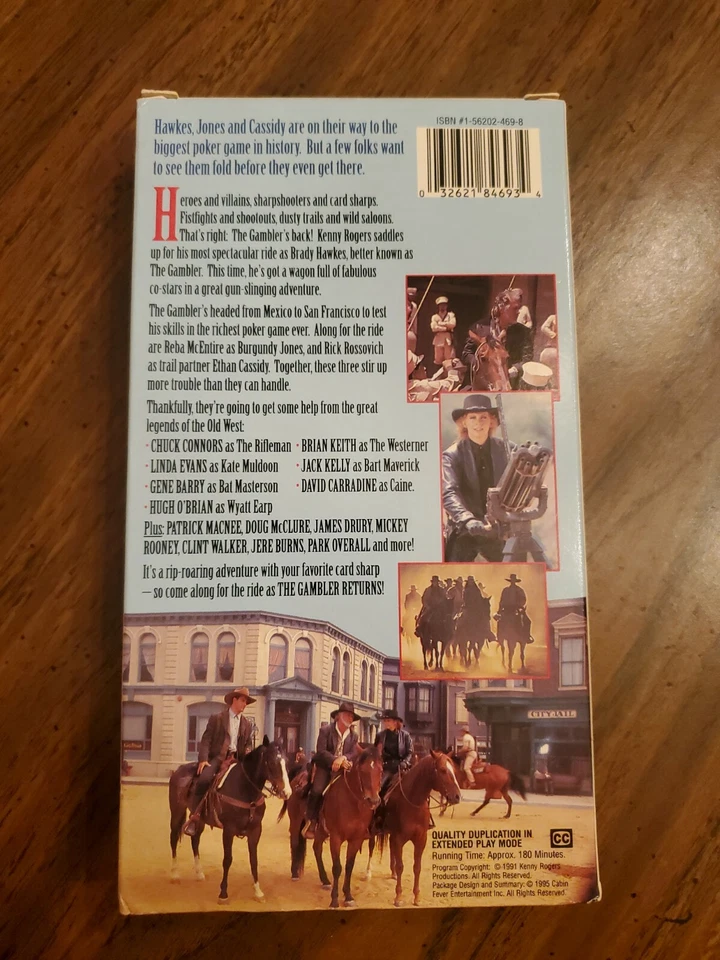 Hawkes, Jones and Cassidy are on their way to the
biggest poker game in history. But a few folks want
to see them fold before they even get there.
ISBN #1-56202-469-8
0 32621 84693 4
Heroes and villains, sharpshooters and card sharps.
Fistfights and shootouts, dusty trails and wild saloons.
That's right: The Gambler's back! Kenny Rogers saddles
up for his most spectacular ride as Brady Hawkes, better known as
The Gambler. This time, he's got a wagon full of fabulous
co-stars in a great gun-slinging adventure.
The Gambler's headed from Mexico to San Francisco to test
his skills in the richest poker game ever. Along for the ride
are Reba McEntire as Burgundy Jones, and Rick Rossovich
as trail partner Ethan Cassidy. Together, these three stir up
more trouble than they can handle.
Thankfully, they're going to get some help from the great
legends of the Old West:
· CHUCK CONNORS as The Rifleman · BRIAN KEITH as The Westerner
· LINDA EVANS as Kate Muldoon · JACK KELLY as Bart Maverick
· GENE BARRY as Bat Masterson · DAVID CARRADINE as Caine.
· HUGH O'BRIAN as Wyatt Earp
Plus: PATRICK MACNEE, DOUG McCLURE, JAMES DRURY, MICKEY
ROONEY, CLINT WALKER, JERE BURNS, PARK OVERALL and more!
It's a rip-roaring adventure with your favorite card sharp
— so come along for the ride as THE GAMBLER RETURNS!
CITY JAIL
QUALITY DUPLICATION IN
EXTENDED PLAY MODE
CC
Running Time: Approx. 180 Minutes.
Program Copyright: © 1991 Kenny Rogers
Productions. All Rights Reserved.
Package Design and Summary: © 1995 Cabin
Fever Entertainment Inc. All Rights Reserved.